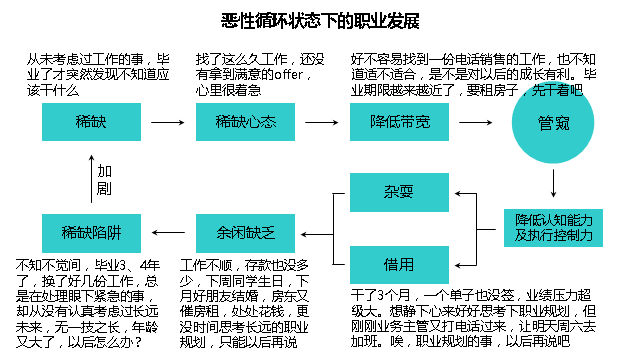 恶性循环状态下的职业发展
从未考虑过工作的事，毕
业了才突然发现不知道应
该干什么
找了这么久工作，还没
有拿到满意的offer，
心里很着急
好不容易找到一份电话销售的工作，也不知
道适不适合，是不是对以后的成长有利。毕
业期限越来越近了，要租房子，先干着吧
稀缺
稀缺心态
降低带宽
管窥
加
剧
杂耍
降低认知能力
及执行控制力
稀缺陷阱
余闲缺乏
借用
不知不觉间，毕业3、4年
了，换了好几份工作，总
是在处理眼下紧急的事，
却从没有认真考虑过长远
未来，无一技之长，年龄
又大了，以后怎么办？
工作不顺，存款也没多
少，下周同学生日，下
月好朋友结婚，房东又
催房租，处处花钱，更
没时间思考长远的职业
规划，只能以后再说
干了3个月，一个单子也没签，业绩压力超
级大。想静下心来好好思考下职业规划，但
刚刚业务主管又打电话过来，让明天周六去
加班。唉，职业规划的事，以后再说吧